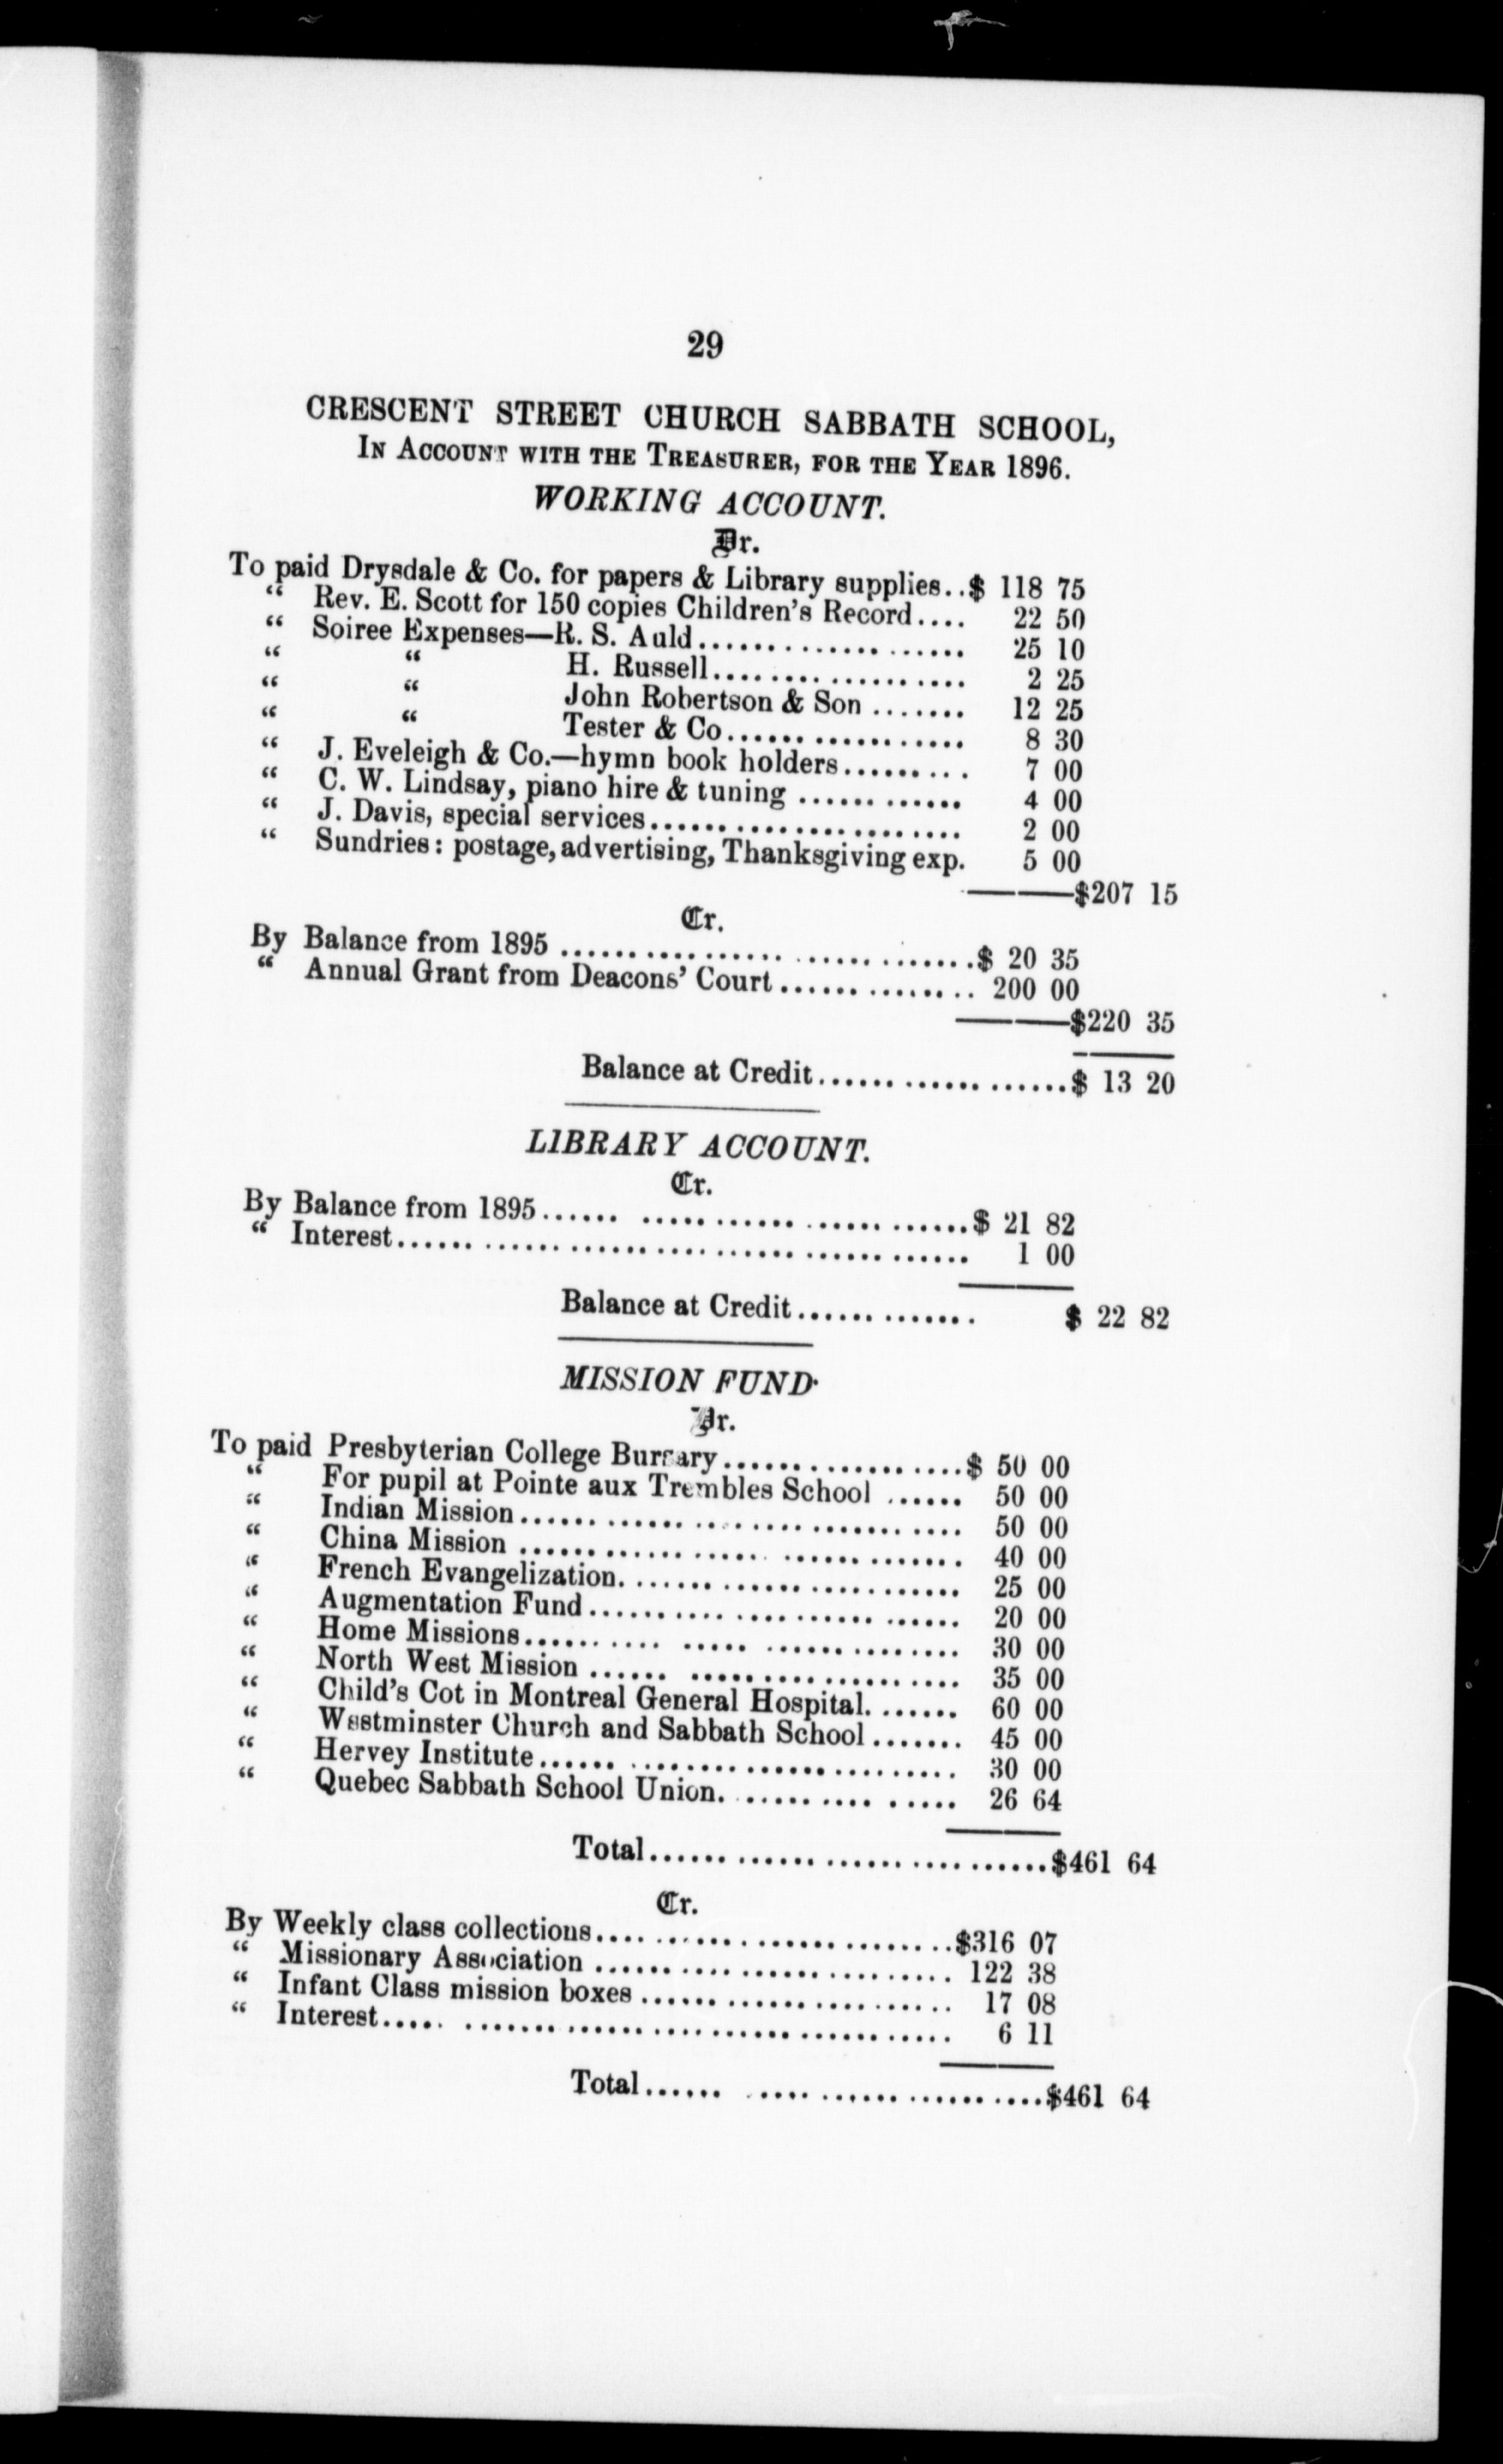 29
CRESCENT STREET CHURCH SABBATH SCHOOL,
IN ACCOUNT WITH THE TREASURER, FOR THE YEAR 1896.
WORKING ACCOUNT.
Dr.
To paid Drysdale & Co. for papers & Library supplies..$ 118 75
“ Rev. E. Scott for 150 copies Children's Record.... 22 50
“ Soiree Expenses—R. S. Auld.................... 25 10
“ “ H. Russell................... 2 25
“ “ John Robertson & Son ....... 12 25
“ “ Tester & Co................. 8 30
“ J. Eveleigh & Co.—hymn book holders......... 7 00
“ C. W. Lindsay, piano hire & tuning ............ 4 00
“ J. Davis, special services....................... 2 00
“ Sundries: postage, advertising, Thanksgiving exp. 5 00
———$207 15
Cr.
By Balance from 1895 .............................$ 20 35
“ Annual Grant from Deacons' Court.............. 200 00
———$220 35
Balance at Credit..................$ 13 20
LIBRARY ACCOUNT.
Cr.
By Balance from 1895..............................$ 21 82
“ Interest........................................ 1 00
Balance at Credit............. $ 22 82
MISSION FUND.
Dr.
To paid Presbyterian College Bursary.................$ 50 00
“ For pupil at Pointe aux Trembles School ...... 50 00
“ Indian Mission.............................. 50 00
“ China Mission .............................. 40 00
“ French Evangelization....................... 25 00
“ Augmentation Fund.......................... 20 00
“ Home Missions.............................. 30 00
“ North West Mission ......................... 35 00
“ Child's Cot in Montreal General Hospital....... 60 00
“ Wsstminster Church and Sabbath School....... 45 00
“ Hervey Institute............................. 30 00
“ Quebec Sabbath School Union................ 26 64
Total............................$461 64
Cr.
By Weekly class collections.........................$316 07
“ Missionary Association ......................... 122 38
“ Infant Class mission boxes ...................... 17 08
“ Interest........................................ 6 11
Total............................$461 64